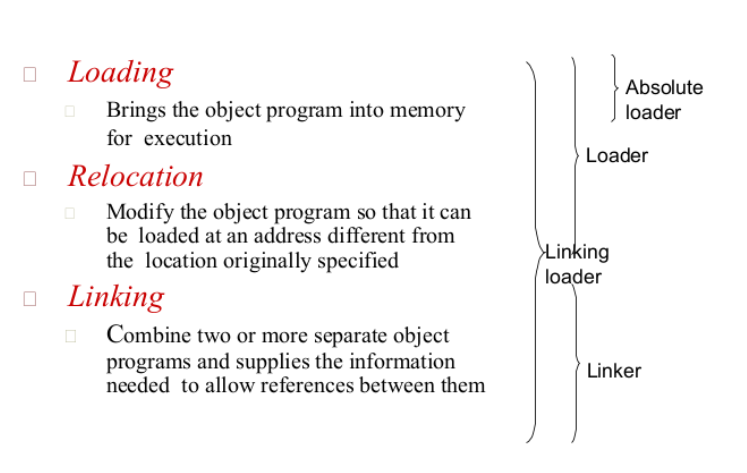 Loading
Brings the object program into memory
for execution
Relocation
Modify the object program so that it can
be loaded at an address different from
the location originally specified
Linking
Combine two or more separate object
programs and supplies the information
needed to allow references between them
Absolute
loader
Loader
Linking
loader
Linker